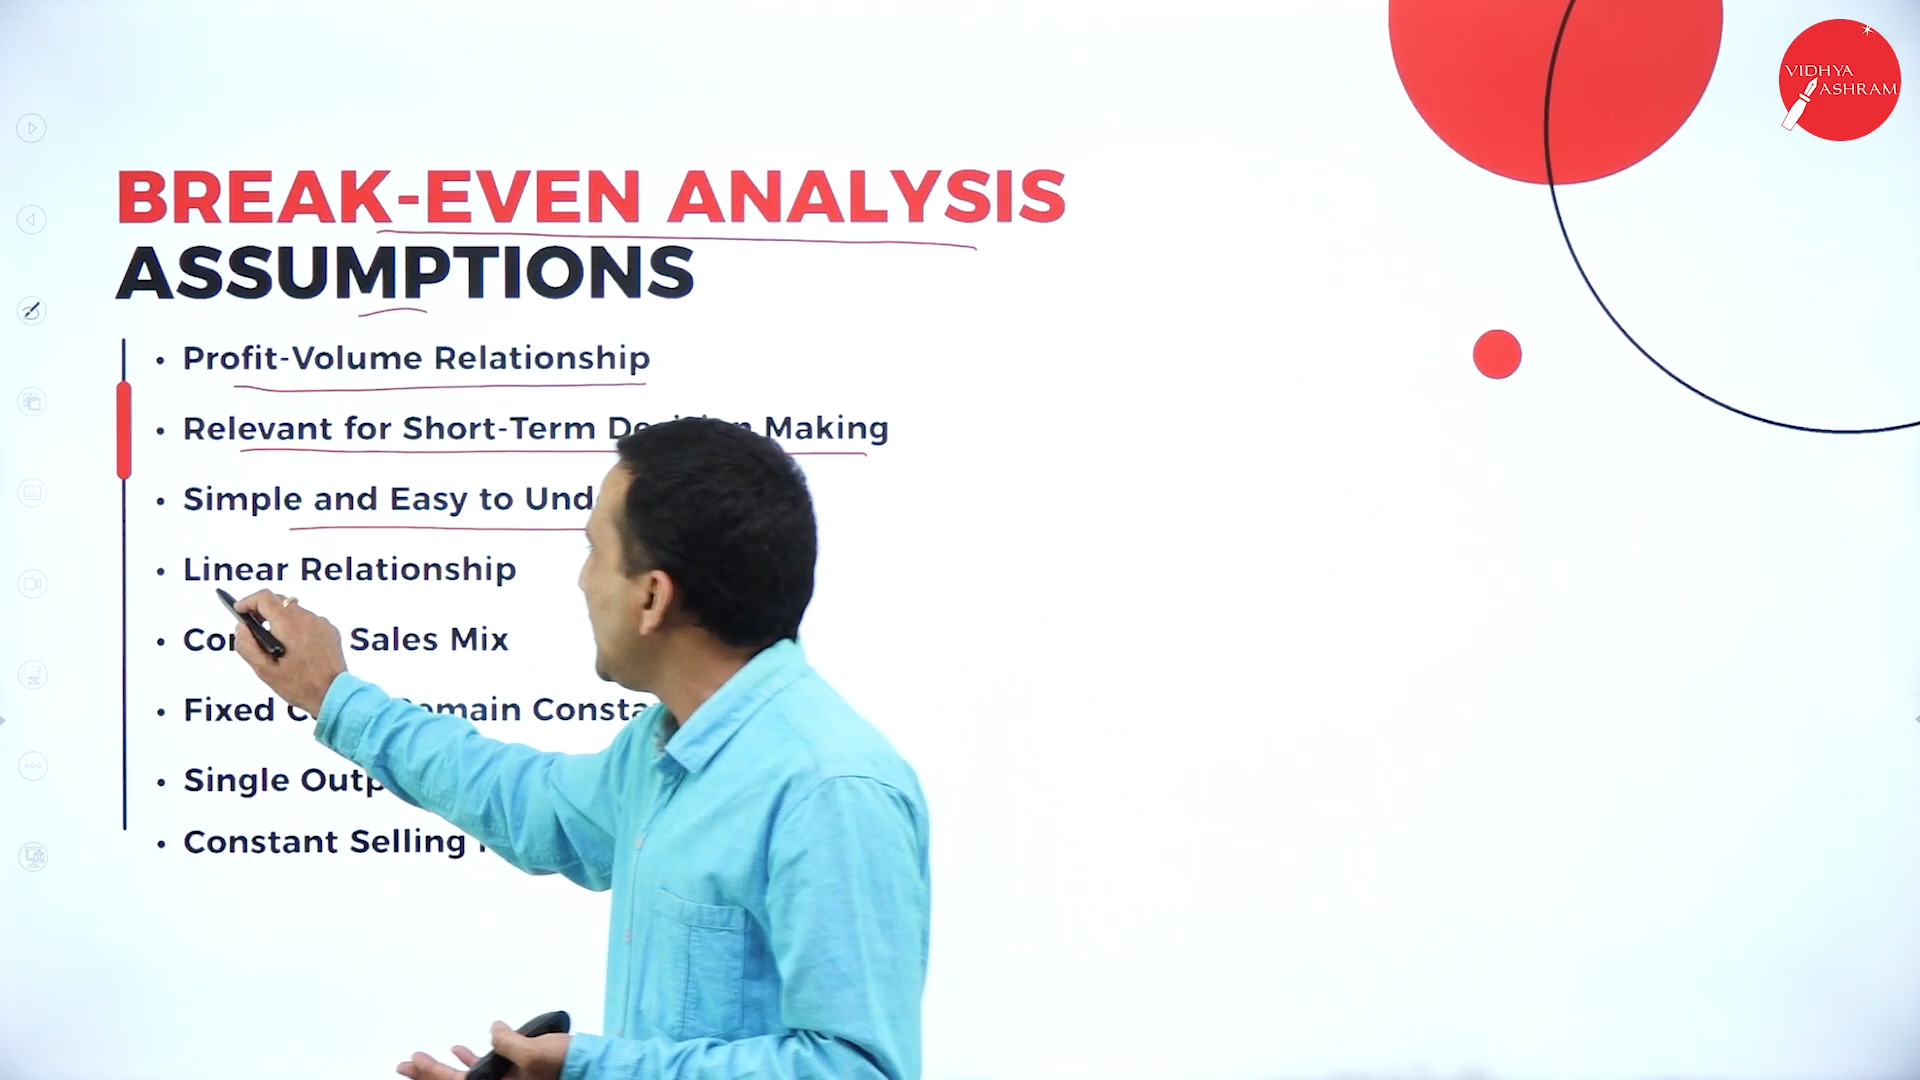 VIDHYA
ASHRAM
BREAK-EVEN ANALYSIS
ASSUMPTIONS
• Profit-Volume Relationship
• Relevant for Short-Term Making
• Simple and Easy to
• Linear Relationship
• Sales Mix
• Fixed
• Single
• Constant Selling